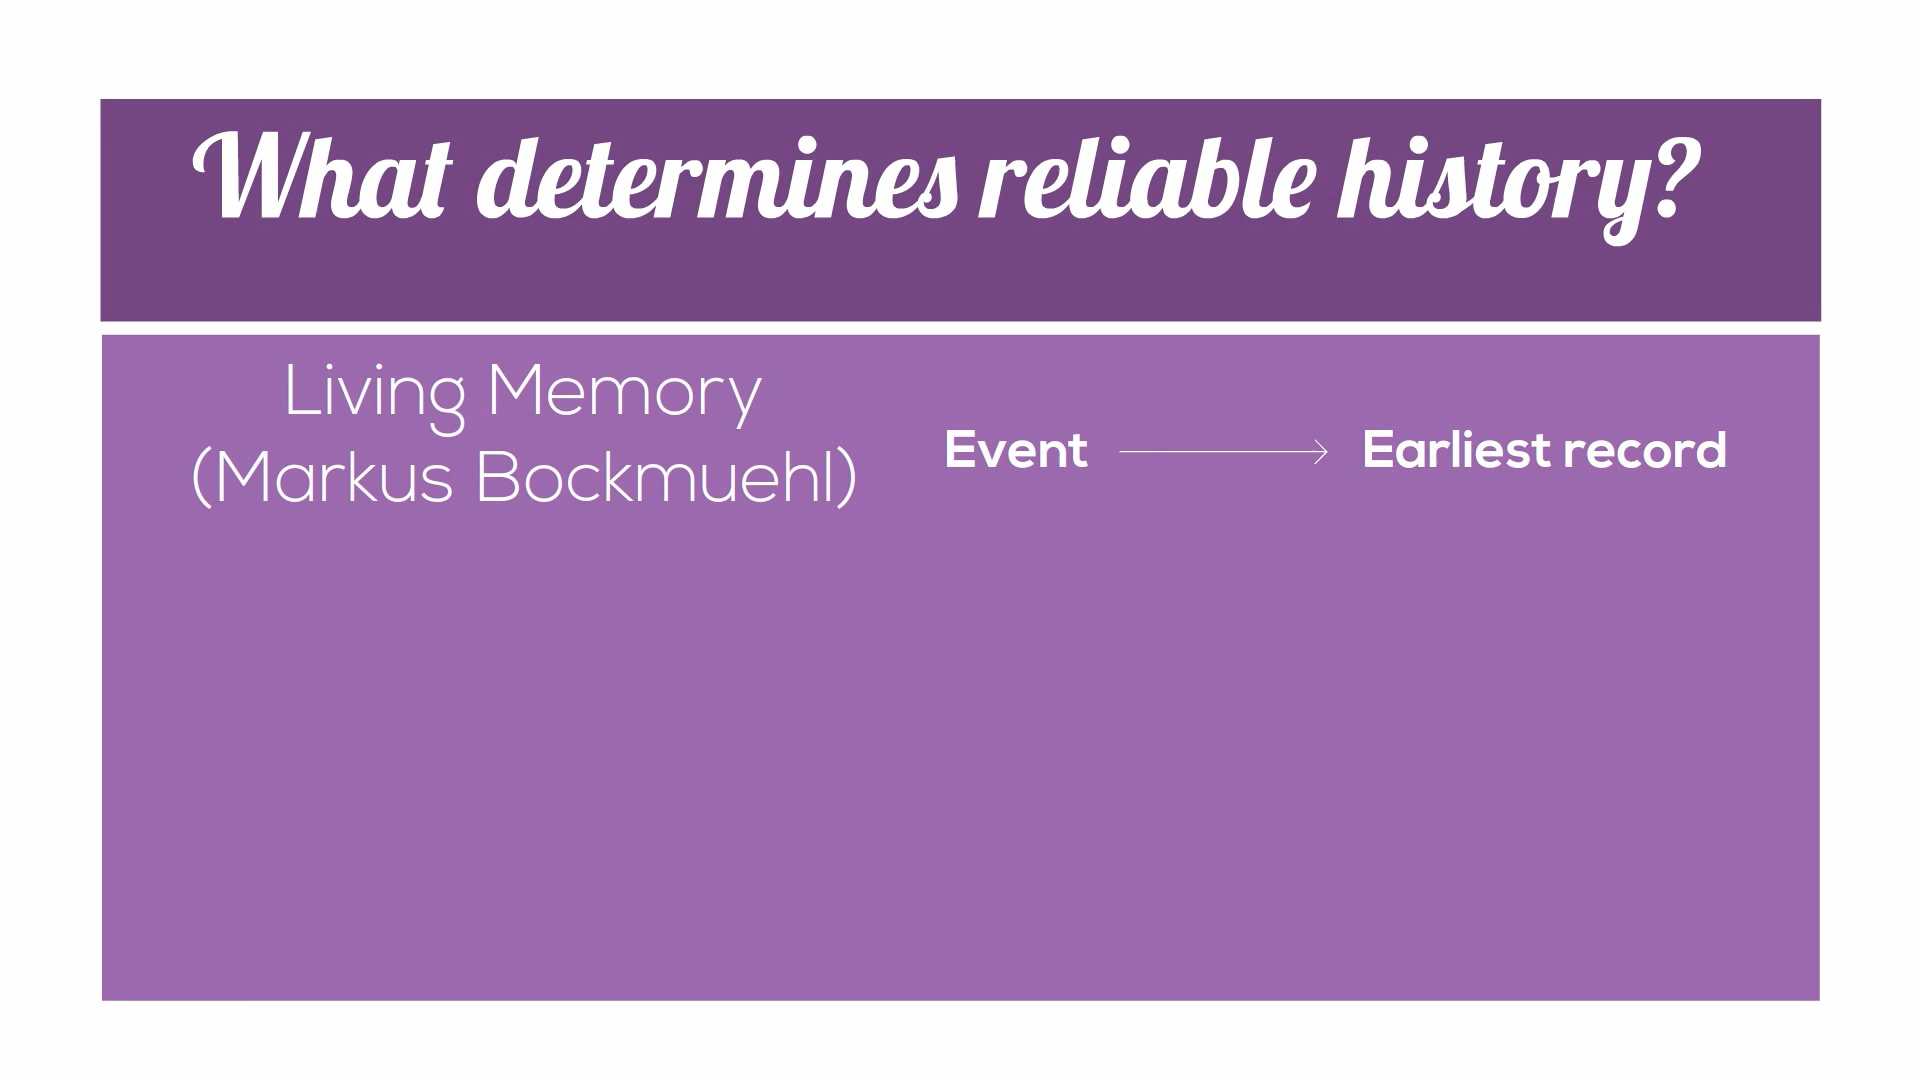 What determines reliable history?
Living Memory
(Markus Bockmuehl)
Event → Earliest record